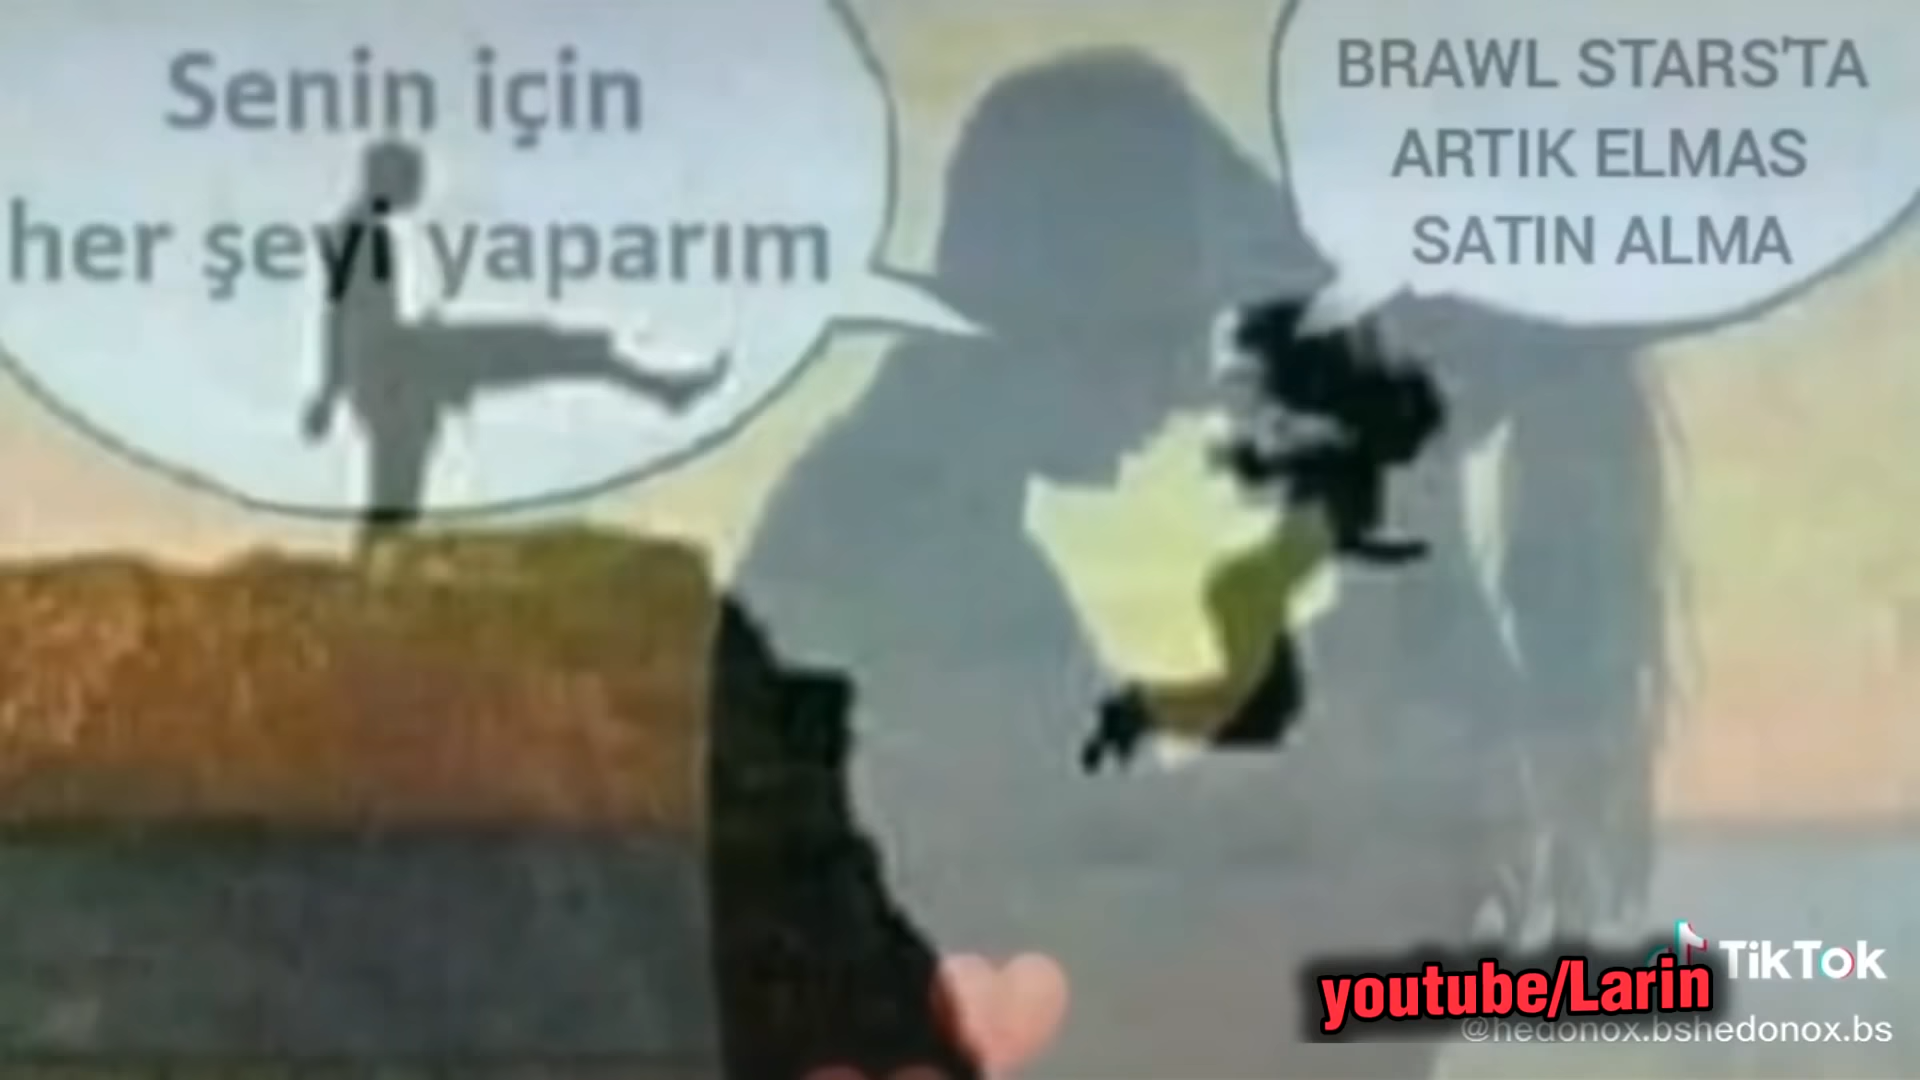 Senin için
her şeyi yaparım
BRAWL STARS'TA
ARTIK ELMAS
SATIN ALMA
TikTok
youtube/Larin
@hedonox.bshedonox.bs